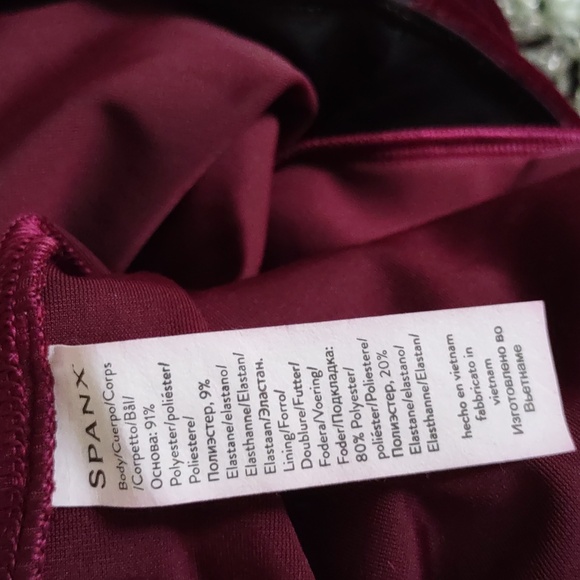 SPANX
Body/Cuerpo/Corps
/Corpetto/Bål/
Основа: 91%
Polyester/poliéster/
Poliestere/
Полиэстер, 9%
Elastane/elastano/
Elasthanne/Elastan/
Elastaan/Эластан.
Lining/Forro/
Doublure/Futter/
Fodera/Voering/
Foder/Подкладка:
80% Polyester/
poliéster/Poliestere/
Полиэстер, 20%
Elastane/elastano/
Elasthanne/Elastan/
hecho en vietnam
fabbricato in
vietnam
Изготовлено во
Вьетнаме